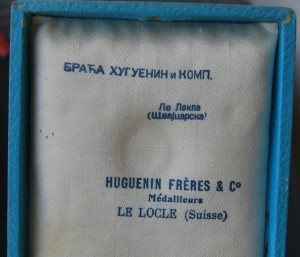 БРАЋА ХУГУЕНИН и КОМП.
Ле Локле
(Швајцарска)
HUGUENIN FRÈRES & Cº
Médailleurs
LE LOCLE (Suisse)